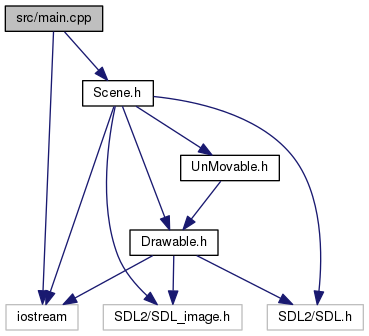 src/main.cpp
Scene.h
UnMovable.h
Drawable.h
iostream
SDL2/SDL_image.h
SDL2/SDL.h